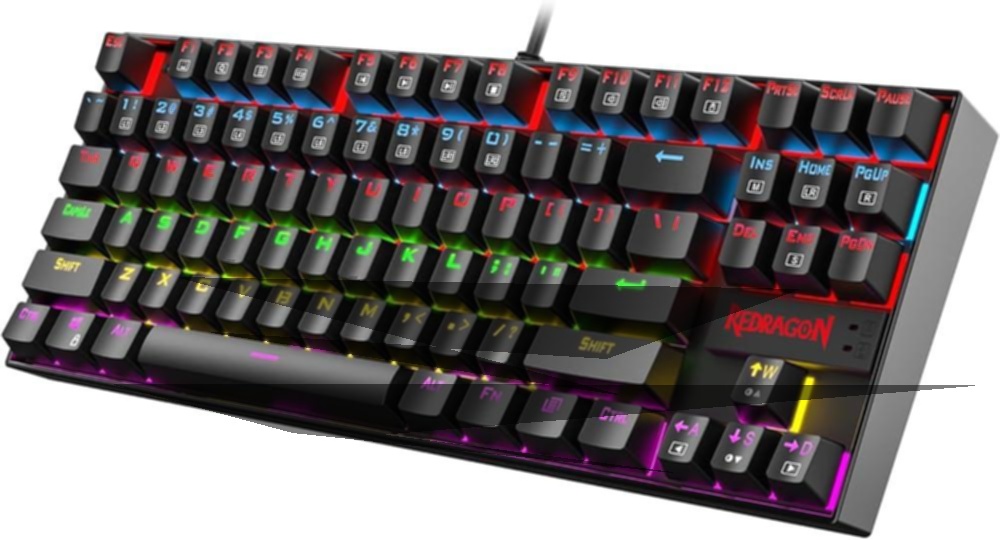 ESC F1 F2 F3 F4 F5 F6 F7 F8 F9 F10 F11 F12 PRTSC SCRLK PAUSE
`~ 1! 2@ 3# 4$ 5% 6^ 7& 8* 9( 0) -- =+ ← INS HOME PGUP
TAB Q W E R T Y U I O P [{ ]} \| DEL END PGDN
CAPSLK A S D F G H J K L ;: '" ↵
REDRAGON
SHIFT Z X C V B N M ,< .> /? SHIFT ↑W
CTRL ALT ALT FN CTRL ←A ↓S →D